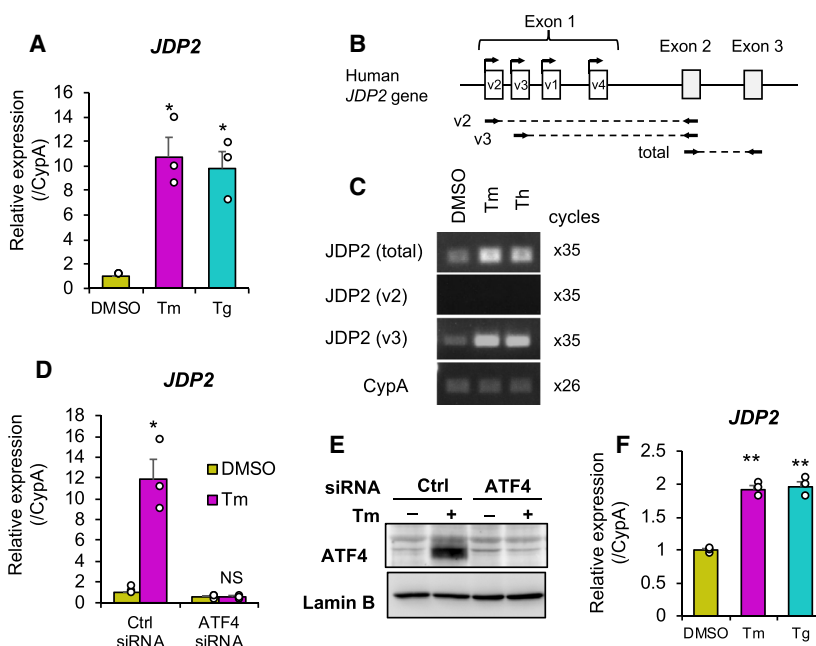 A
JDP2
Relative expression
(/CypA)
16
14
12
10
8
6
4
2
0
*
*
DMSO
Tm
Tg
B
Exon 1
Exon 2
Exon 3
Human
JDP2 gene
v2
v3
v1
v4
v2
v3
total
C
DMSO
Tm
Th
cycles
JDP2 (total)
x35
JDP2 (v2)
x35
JDP2 (v3)
x35
CypA
x26
D
JDP2
Relative expression
(/CypA)
18
16
14
12
10
8
6
4
2
0
*
DMSO
Tm
NS
Ctrl
siRNA
ATF4
siRNA
E
siRNA
Ctrl
ATF4
Tm
– + – +
ATF4
Lamin B
F
JDP2
Relative expression
(/CypA)
2.5
2
1.5
1
0.5
0
**
**
DMSO
Tm
Tg